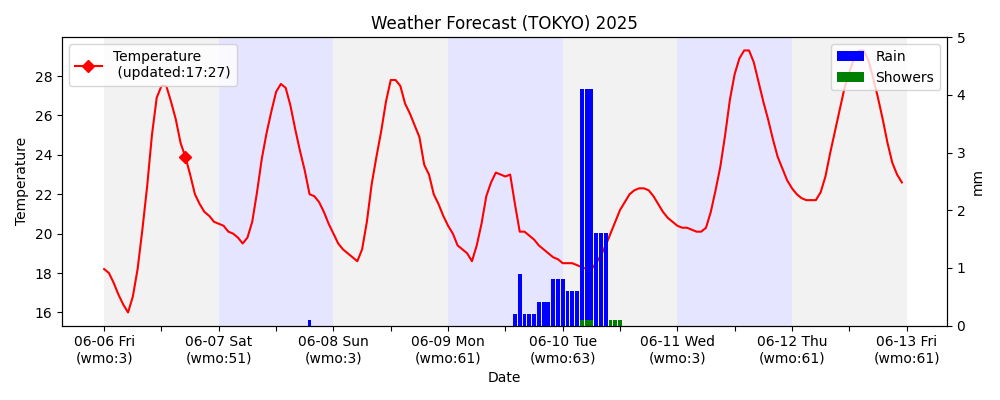 Weather Forecast (TOKYO) 2025
Temperature
(updated:17:27)
Rain
Showers
Temperature
28
26
24
22
20
18
16
5
4
3
2
1
0
mm
06-06 Fri
(wmo:3)
06-07 Sat
(wmo:51)
06-08 Sun
(wmo:3)
06-09 Mon
(wmo:61)
06-10 Tue
(wmo:63)
06-11 Wed
(wmo:3)
06-12 Thu
(wmo:61)
06-13 Fri
(wmo:61)
Date